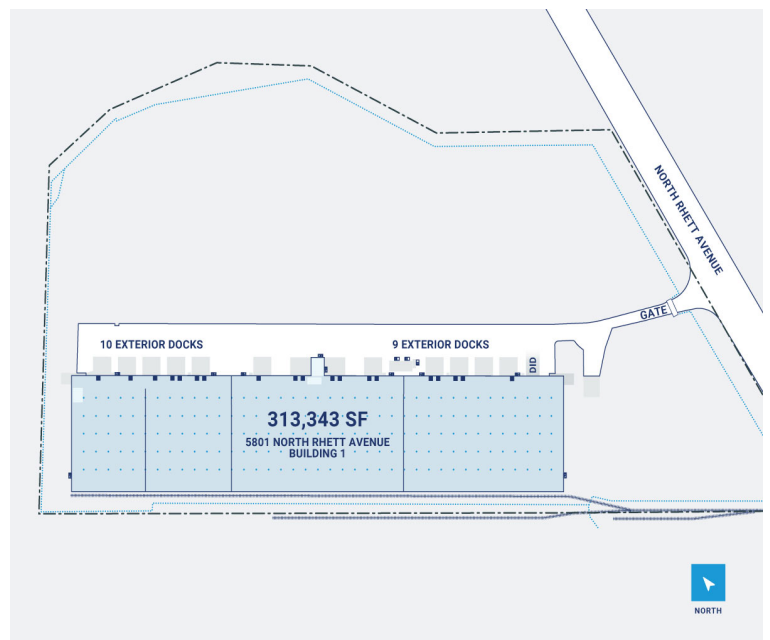 NORTH RHETT AVENUE
GATE
10 EXTERIOR DOCKS
9 EXTERIOR DOCKS
DID
313,343 SF
5801 NORTH RHETT AVENUE
BUILDING 1
NORTH